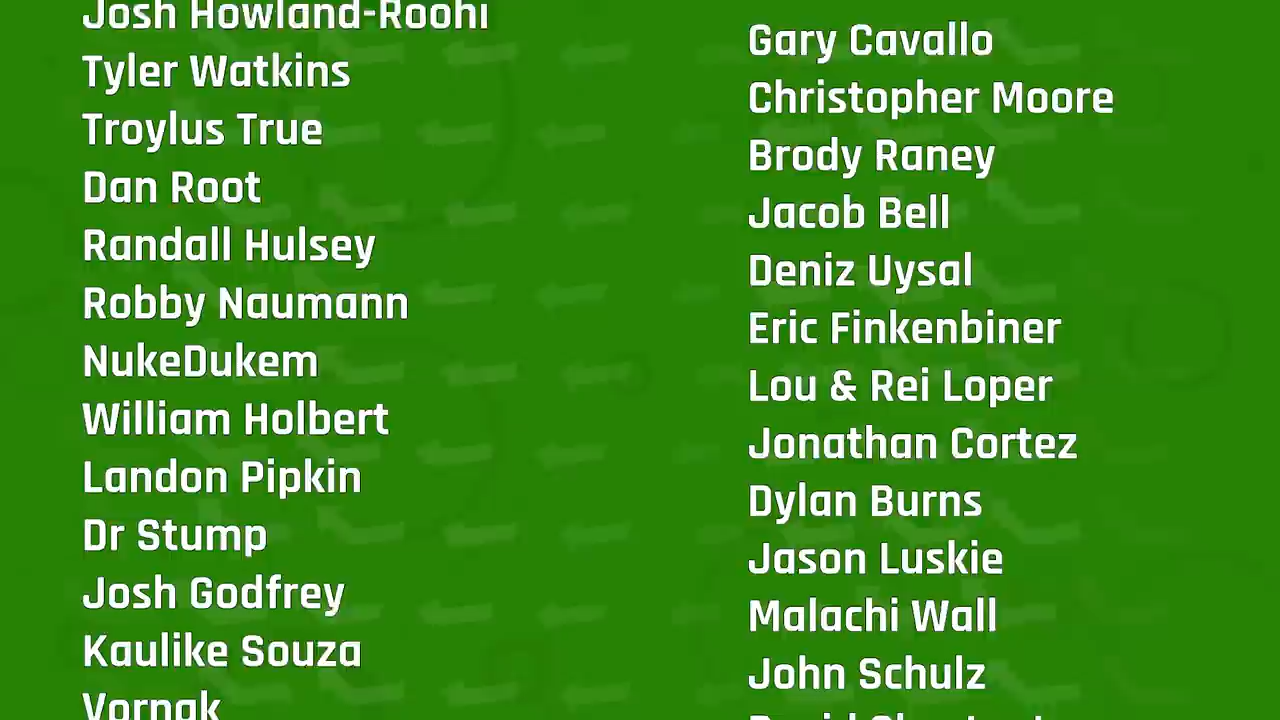 Josh Howland-Roohi
Tyler Watkins
Troylus True
Dan Root
Randall Hulsey
Robby Naumann
NukeDukem
William Holbert
Landon Pipkin
Dr Stump
Josh Godfrey
Kaulike Souza
Vornak
Gary Cavallo
Christopher Moore
Brody Raney
Jacob Bell
Deniz Uysal
Eric Finkenbiner
Lou & Rei Loper
Jonathan Cortez
Dylan Burns
Jason Luskie
Malachi Wall
John Schulz